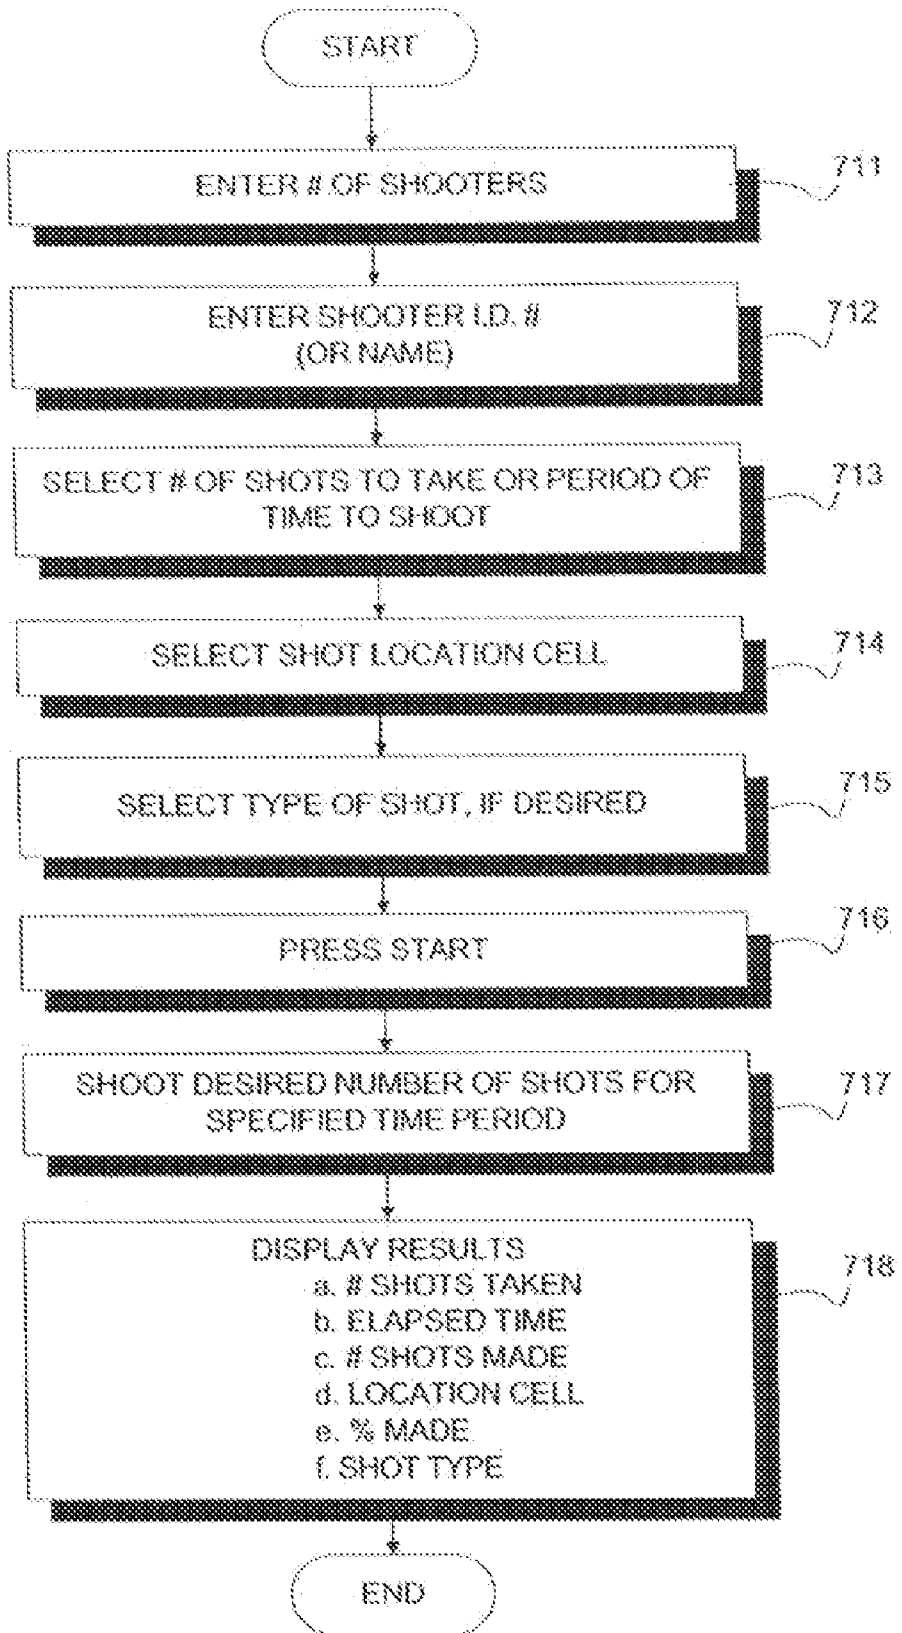 START
ENTER # OF SHOOTERS
711
ENTER SHOOTER I.D. #
(OR NAME)
712
SELECT # OF SHOTS TO TAKE OR PERIOD OF
TIME TO SHOOT
713
SELECT SHOT LOCATION CELL
714
SELECT TYPE OF SHOT, IF DESIRED
715
PRESS START
716
SHOOT DESIRED NUMBER OF SHOTS FOR
SPECIFIED TIME PERIOD
717
DISPLAY RESULTS
a. # SHOTS TAKEN
b. ELAPSED TIME
c. # SHOTS MADE
d. LOCATION CELL
e. % MADE
f. SHOT TYPE
718
END